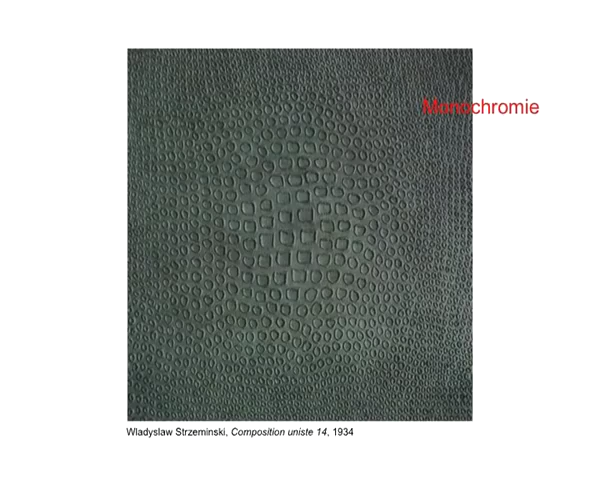 Monochromie
Wladyslaw Strzeminski, Composition uniste 14, 1934